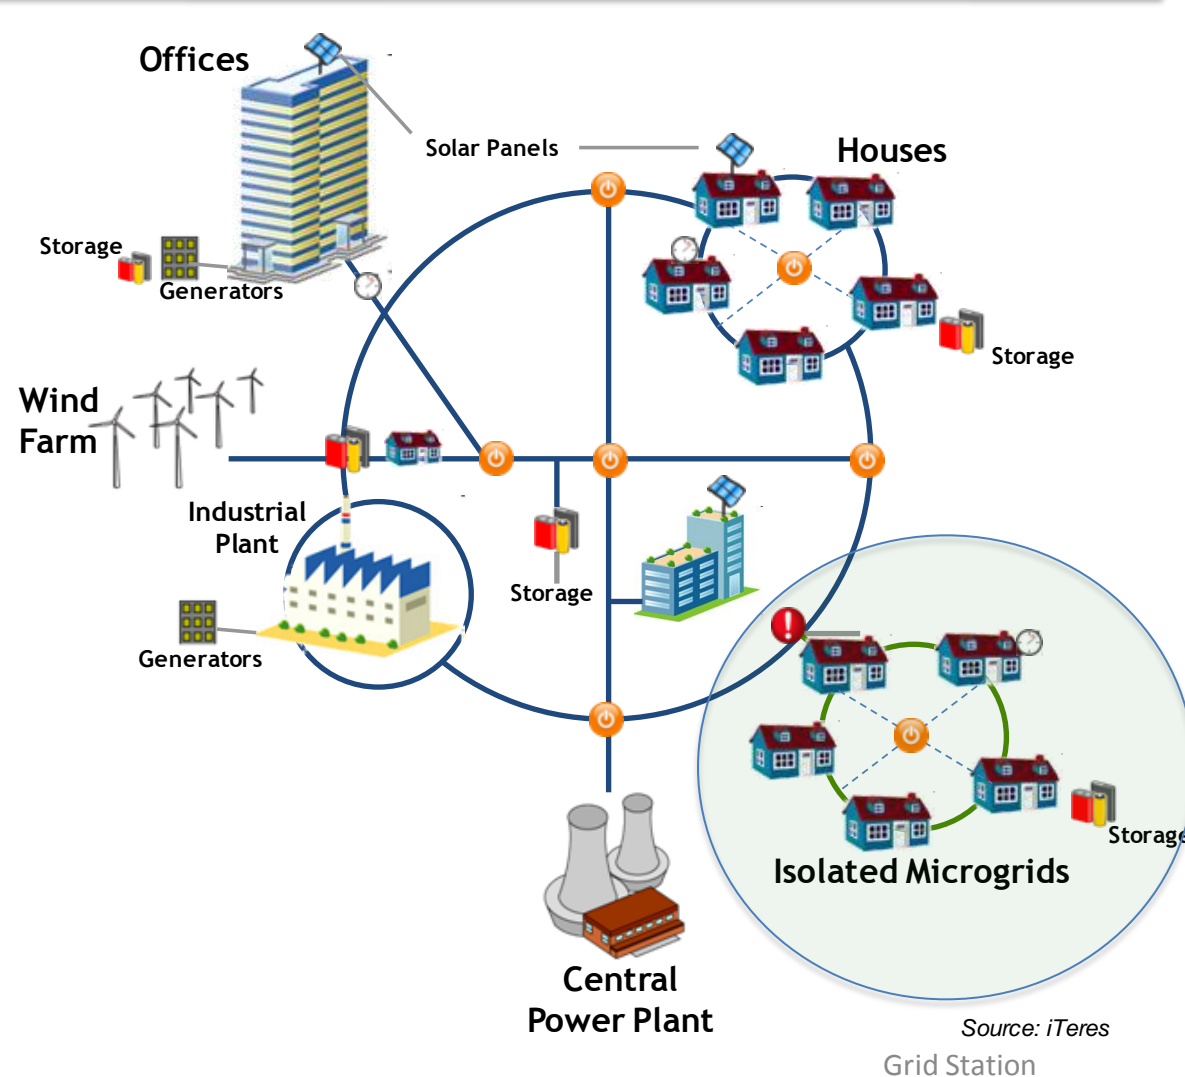 Offices
Solar Panels
Houses
Storage
Generators
Storage
Wind
Farm
Industrial
Plant
Storage
Generators
Storage
Isolated Microgrids
Central
Power Plant
Source: iTeres
Grid Station